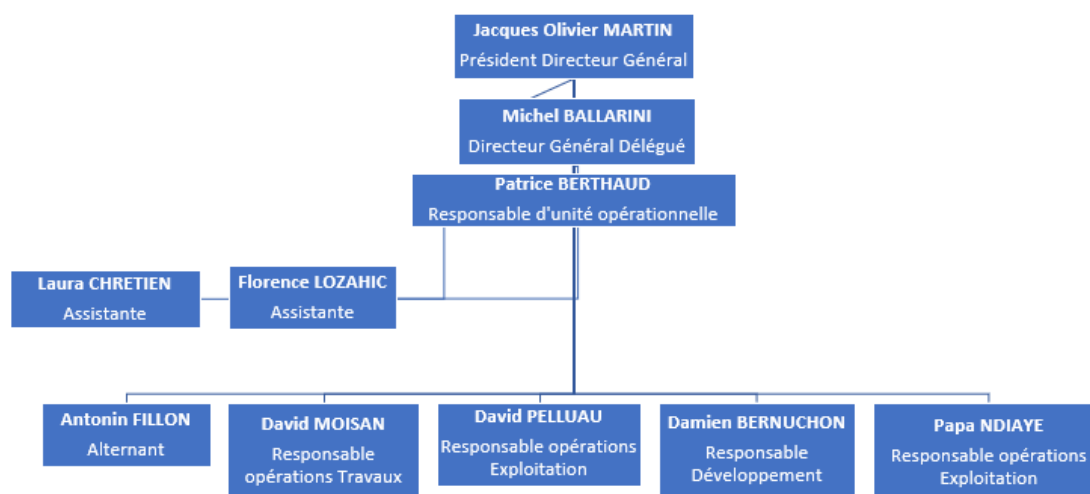 Jacques Olivier MARTIN
Président Directeur Général
Michel BALLARINI
Directeur Général Délégué
Patrice BERTHAUD
Responsable d'unité opérationnelle
Laura CHRETIEN
Assistante
Florence LOZAHIC
Assistante
Antonin FILLON
Alternant
David MOISAN
Responsable
opérations Travaux
David PELLUAU
Responsable opérations
Exploitation
Damien BERNUCHON
Responsable
Développement
Papa NDIAYE
Responsable opérations
Exploitation